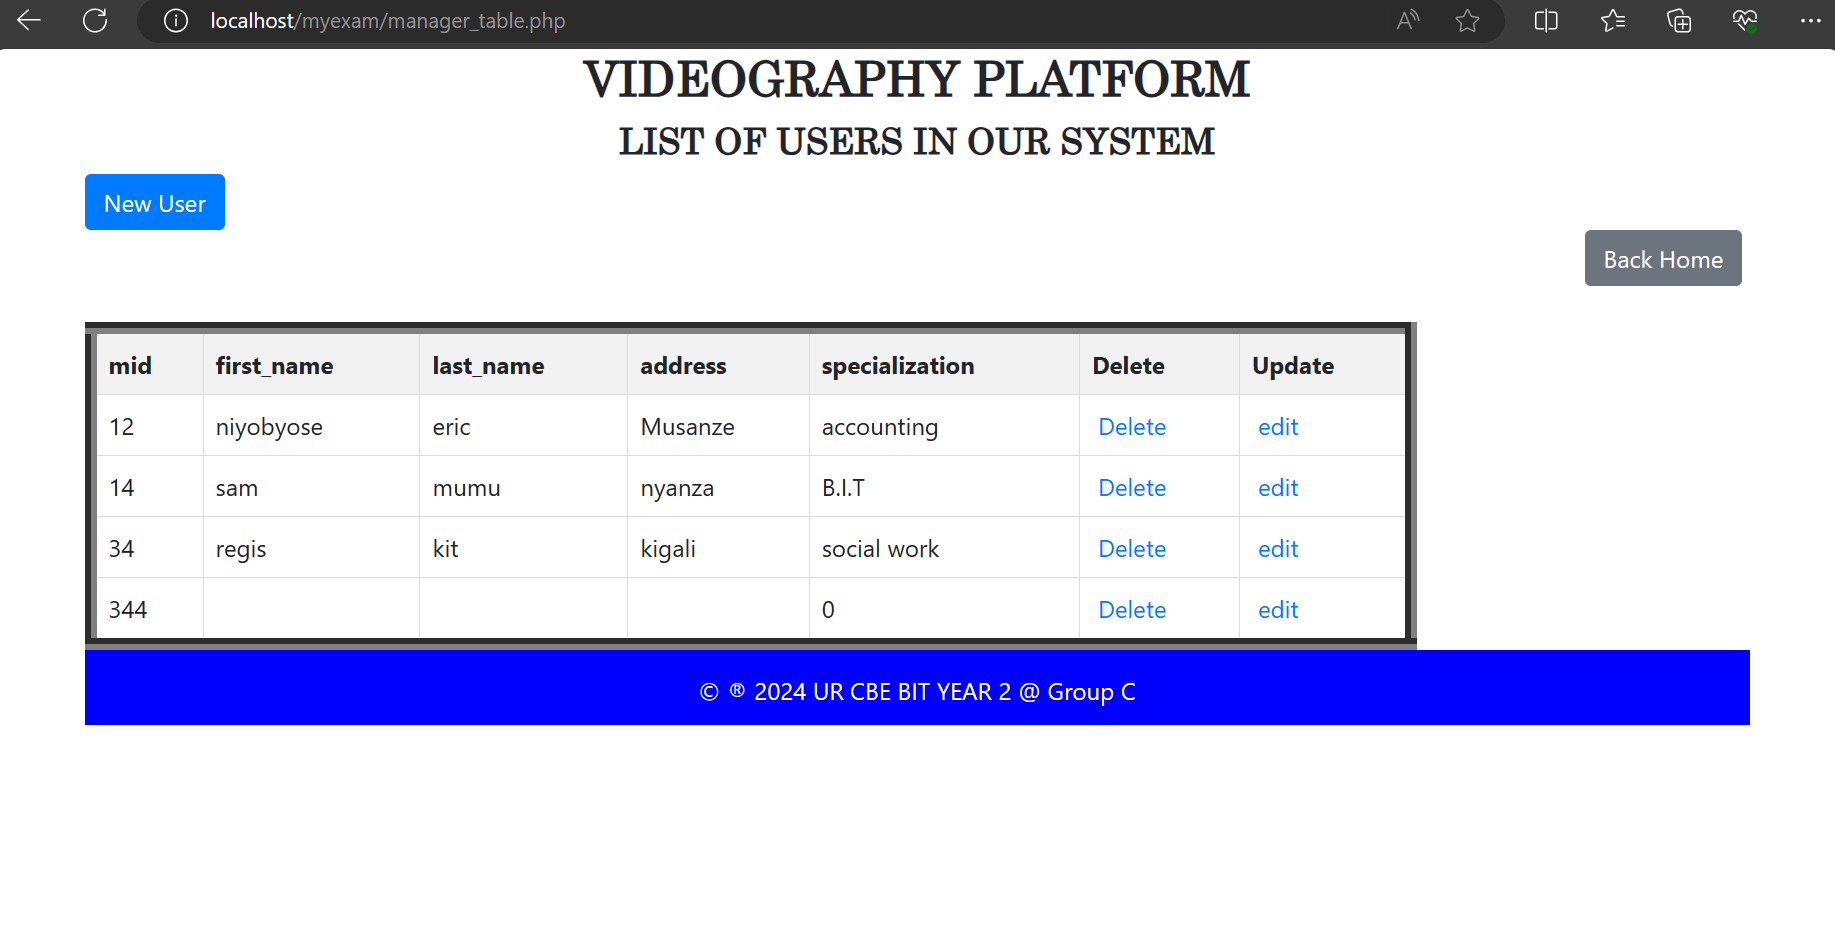 localhost/myexam/manager_table.php
VIDEOGRAPHY PLATFORM
LIST OF USERS IN OUR SYSTEM
New User
Back Home
mid first_name last_name address specialization Delete Update
12 niyobyose eric Musanze accounting Delete edit
14 sam mumu nyanza B.I.T Delete edit
34 regis kit kigali social work Delete edit
344 0 Delete edit
© ® 2024 UR CBE BIT YEAR 2 @ Group C